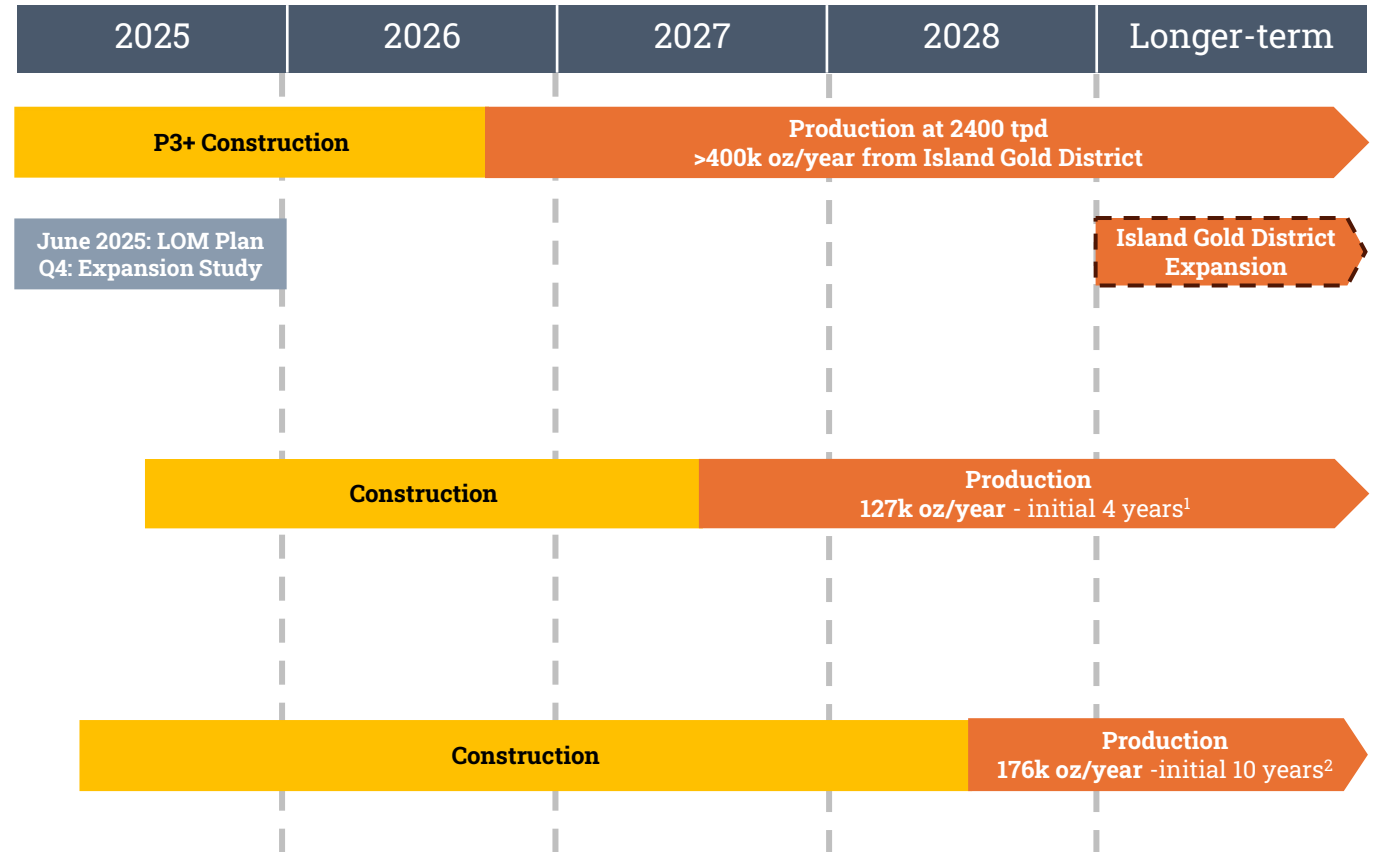 2025
2026
2027
2028
Longer-term
P3+ Construction
Production at 2400 tpd
>400k oz/year from Island Gold District
June 2025: LOM Plan
Q4: Expansion Study
Island Gold District
Expansion
Construction
Production
127k oz/year - initial 4 years¹
Construction
Production
176k oz/year -initial 10 years²